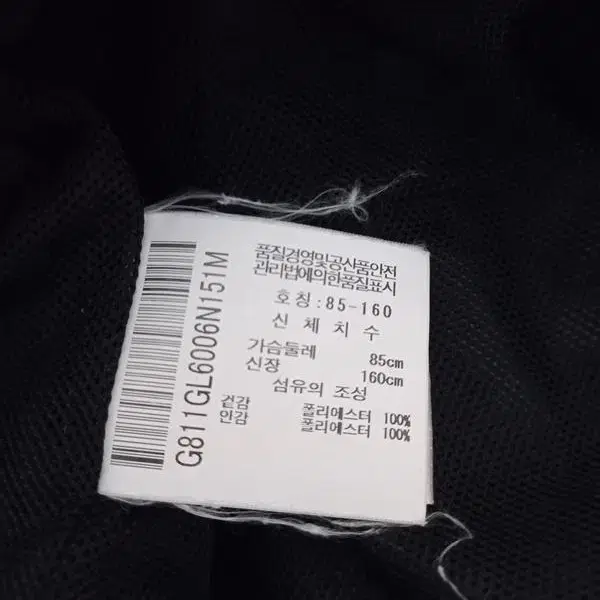 품질경영및공산품안전
관리법에의한품질표시
호칭:85-160
신 체 치 수
가슴둘레 85cm
신장 160cm
섬유의 조성
겉감 폴리에스터 100%
인감 폴리에스터 100%
G811GL6006N151M